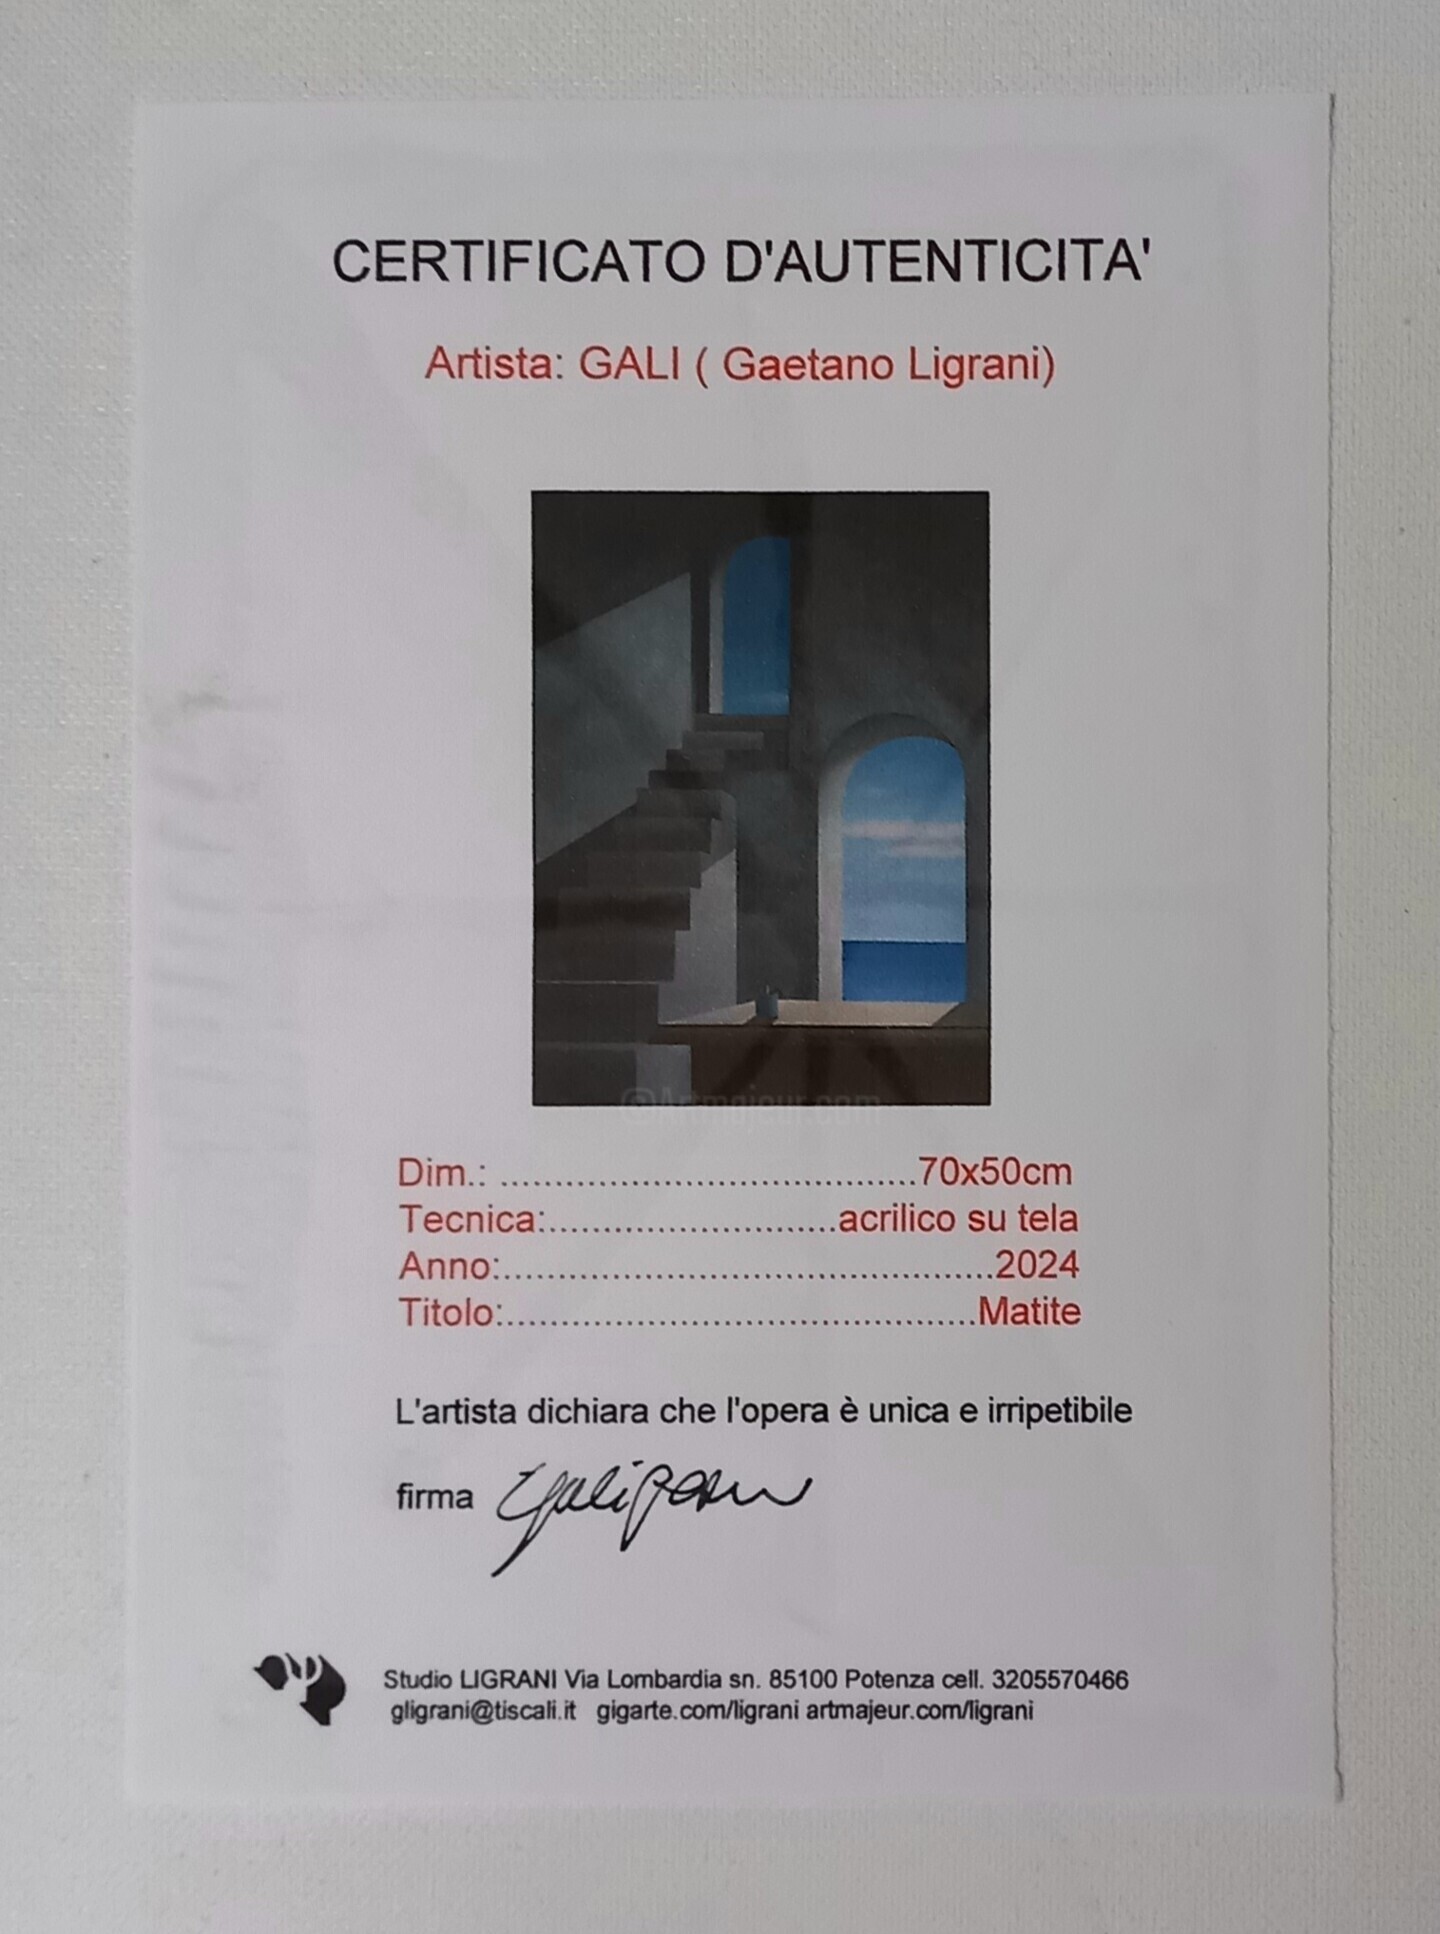 CERTIFICATO D'AUTENTICITA'
Artista: GALI ( Gaetano Ligrani)
@Artmajeur.com
Dim.: ......................................70x50cm
Tecnica:..........................acrilico su tela
Anno:.............................................2024
Titolo:...........................................Matite
L'artista dichiara che l'opera è unica e irripetibile
firma
Studio LIGRANI Via Lombardia sn. 85100 Potenza cell. 3205570466
gligrani@tiscali.it gigarte.com/ligrani artmajeur.com/ligrani